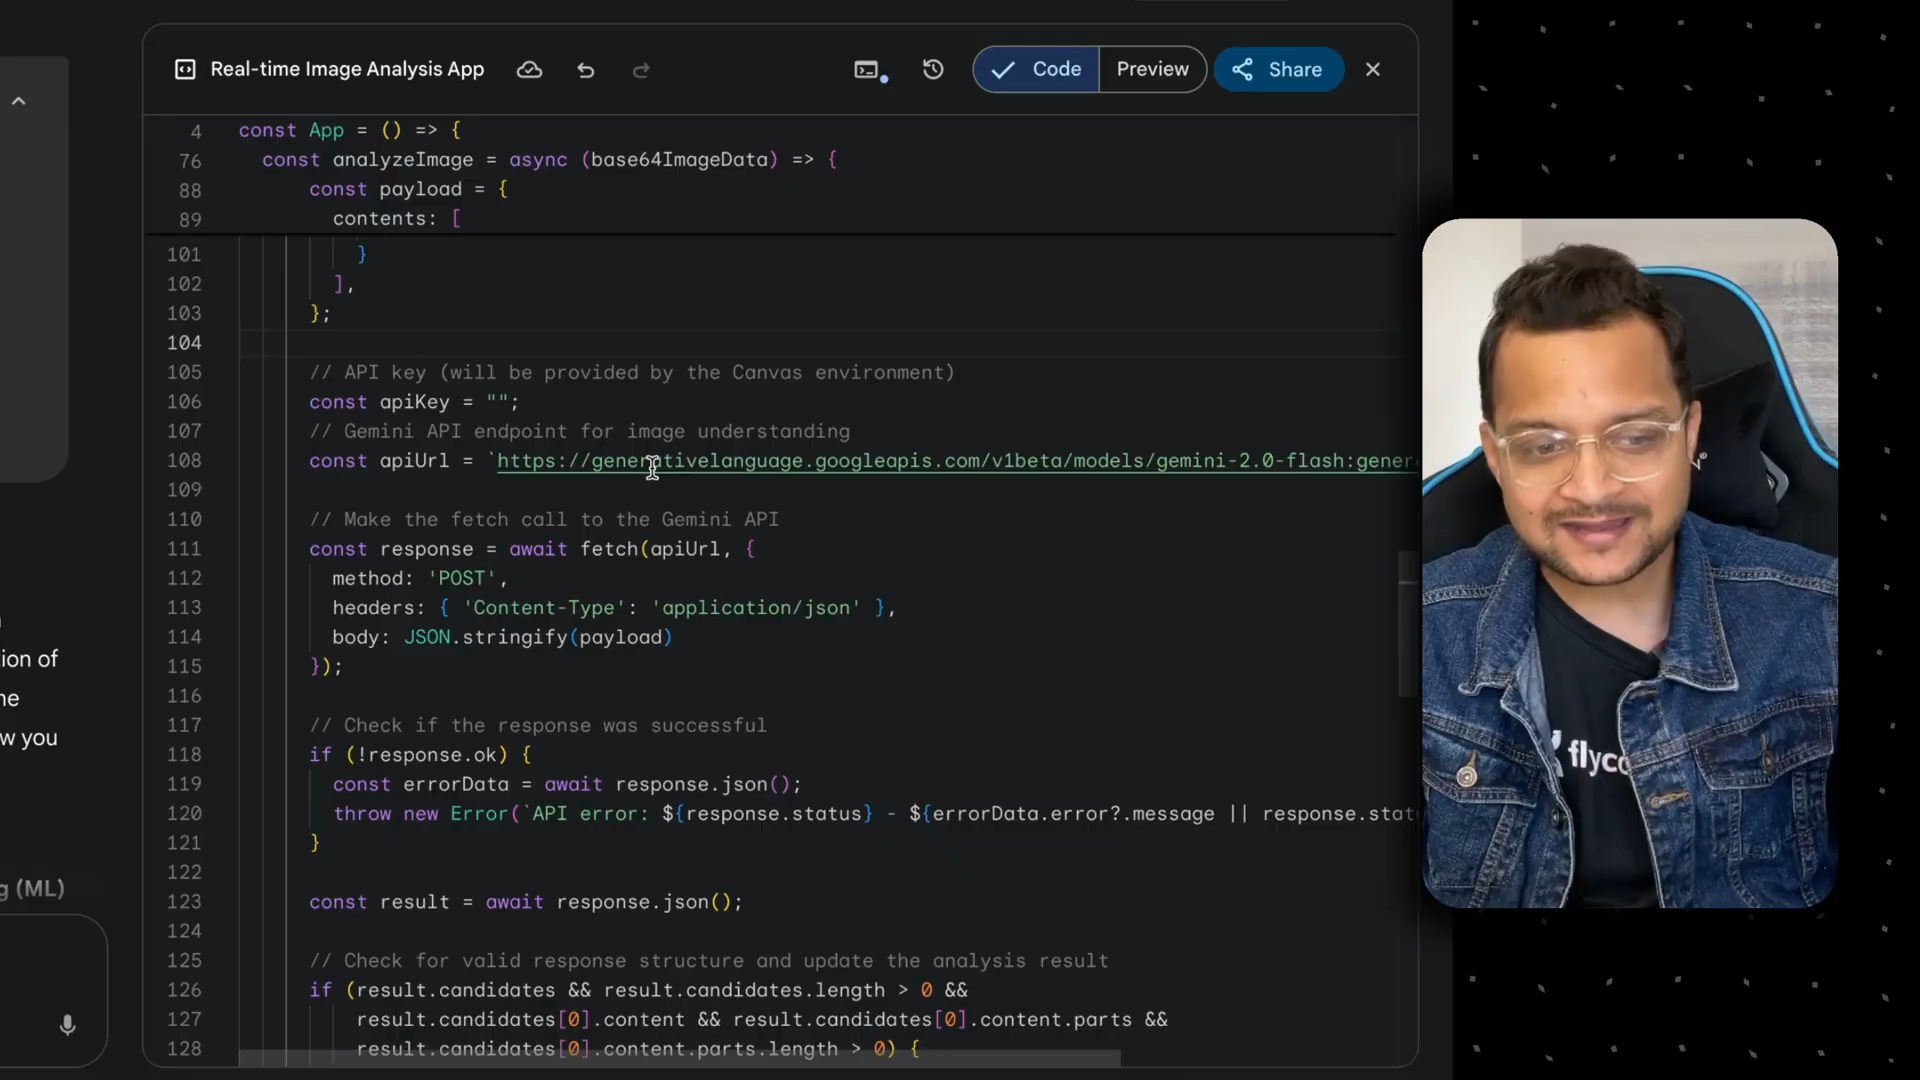 Real-time Image Analysis App
Code
Preview
Share
4 const App = () => {
76 const analyzeImage = async (base64ImageData) => {
88 const payload = {
89 contents: [
101 }
102 ],
103 };
104
105 // API key (will be provided by the Canvas environment)
106 const apiKey = "";
107 // Gemini API endpoint for image understanding
108 const apiUrl = `https://generativelanguage.googleapis.com/v1beta/models/gemini-2.0-flash:gener
109
110 // Make the fetch call to the Gemini API
111 const response = await fetch(apiUrl, {
112 method: 'POST',
113 headers: { 'Content-Type': 'application/json' },
114 body: JSON.stringify(payload)
115 });
116
117 // Check if the response was successful
118 if (!response.ok) {
119 const errorData = await response.json();
120 throw new Error(`API error: ${response.status} - ${errorData.error?.message || response.stat
121 }
122
123 const result = await response.json();
124
125 // Check for valid response structure and update the analysis result
126 if (result.candidates && result.candidates.length > 0 &&
127 result.candidates[0].content && result.candidates[0].content.parts &&
128 result.candidates[0].content.parts.length > 0) {
ion of
ne
w you
g (ML)
flyc